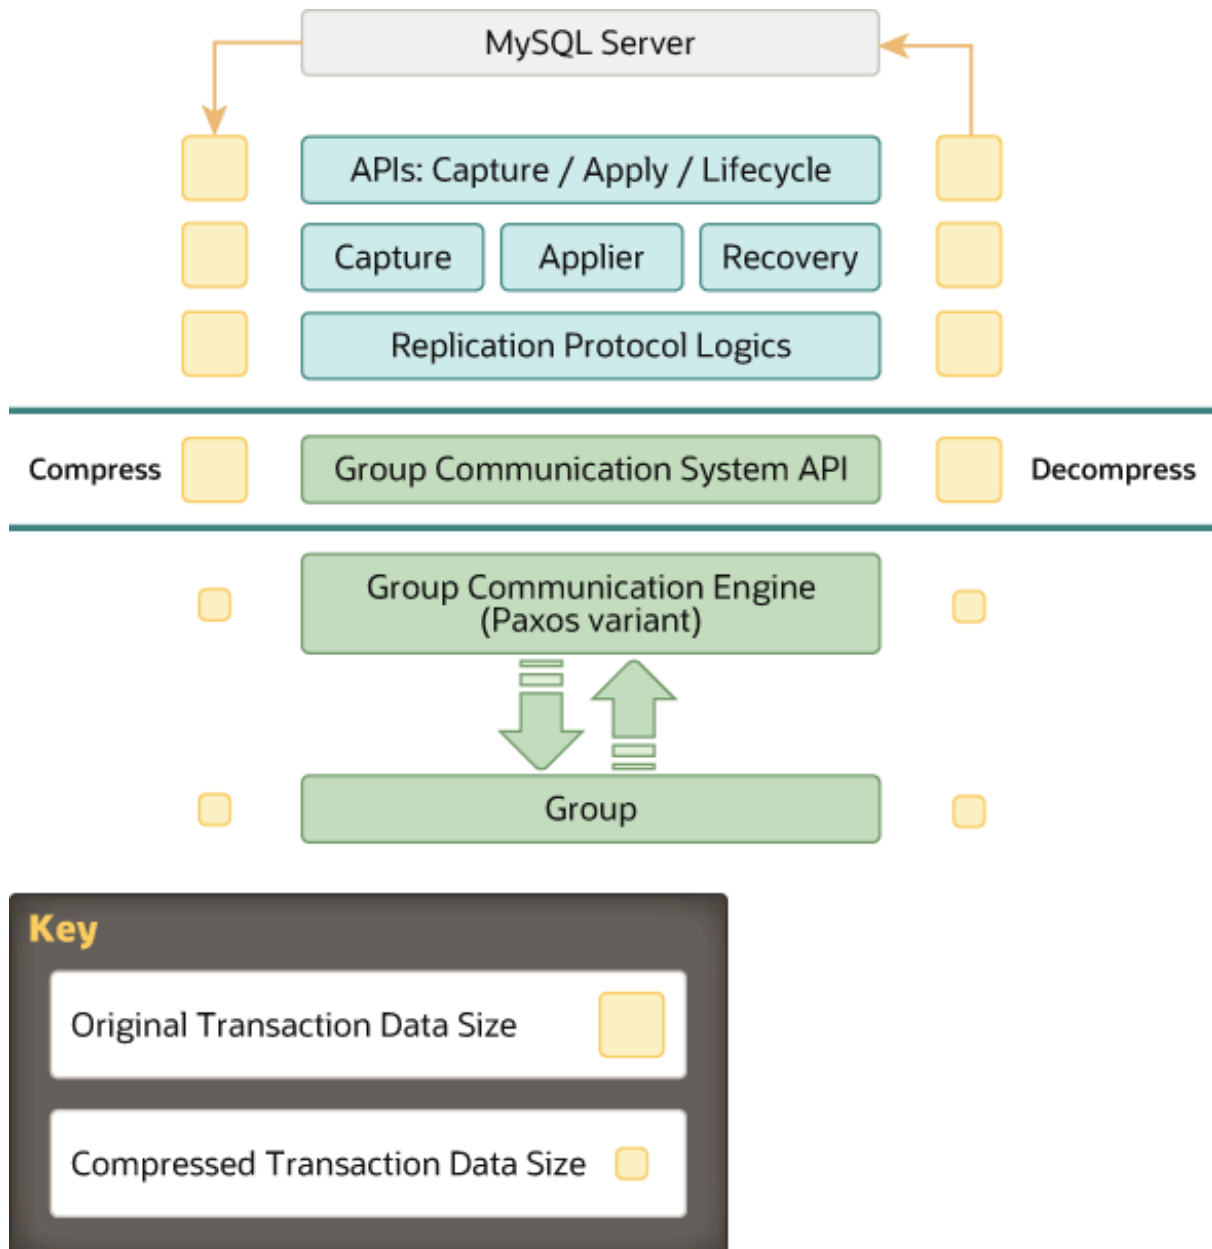 MySQL Server
APIs: Capture / Apply / Lifecycle
Capture
Applier
Recovery
Replication Protocol Logics
Compress
Group Communication System API
Decompress
Group Communication Engine
(Paxos variant)
Group
Key
Original Transaction Data Size
Compressed Transaction Data Size